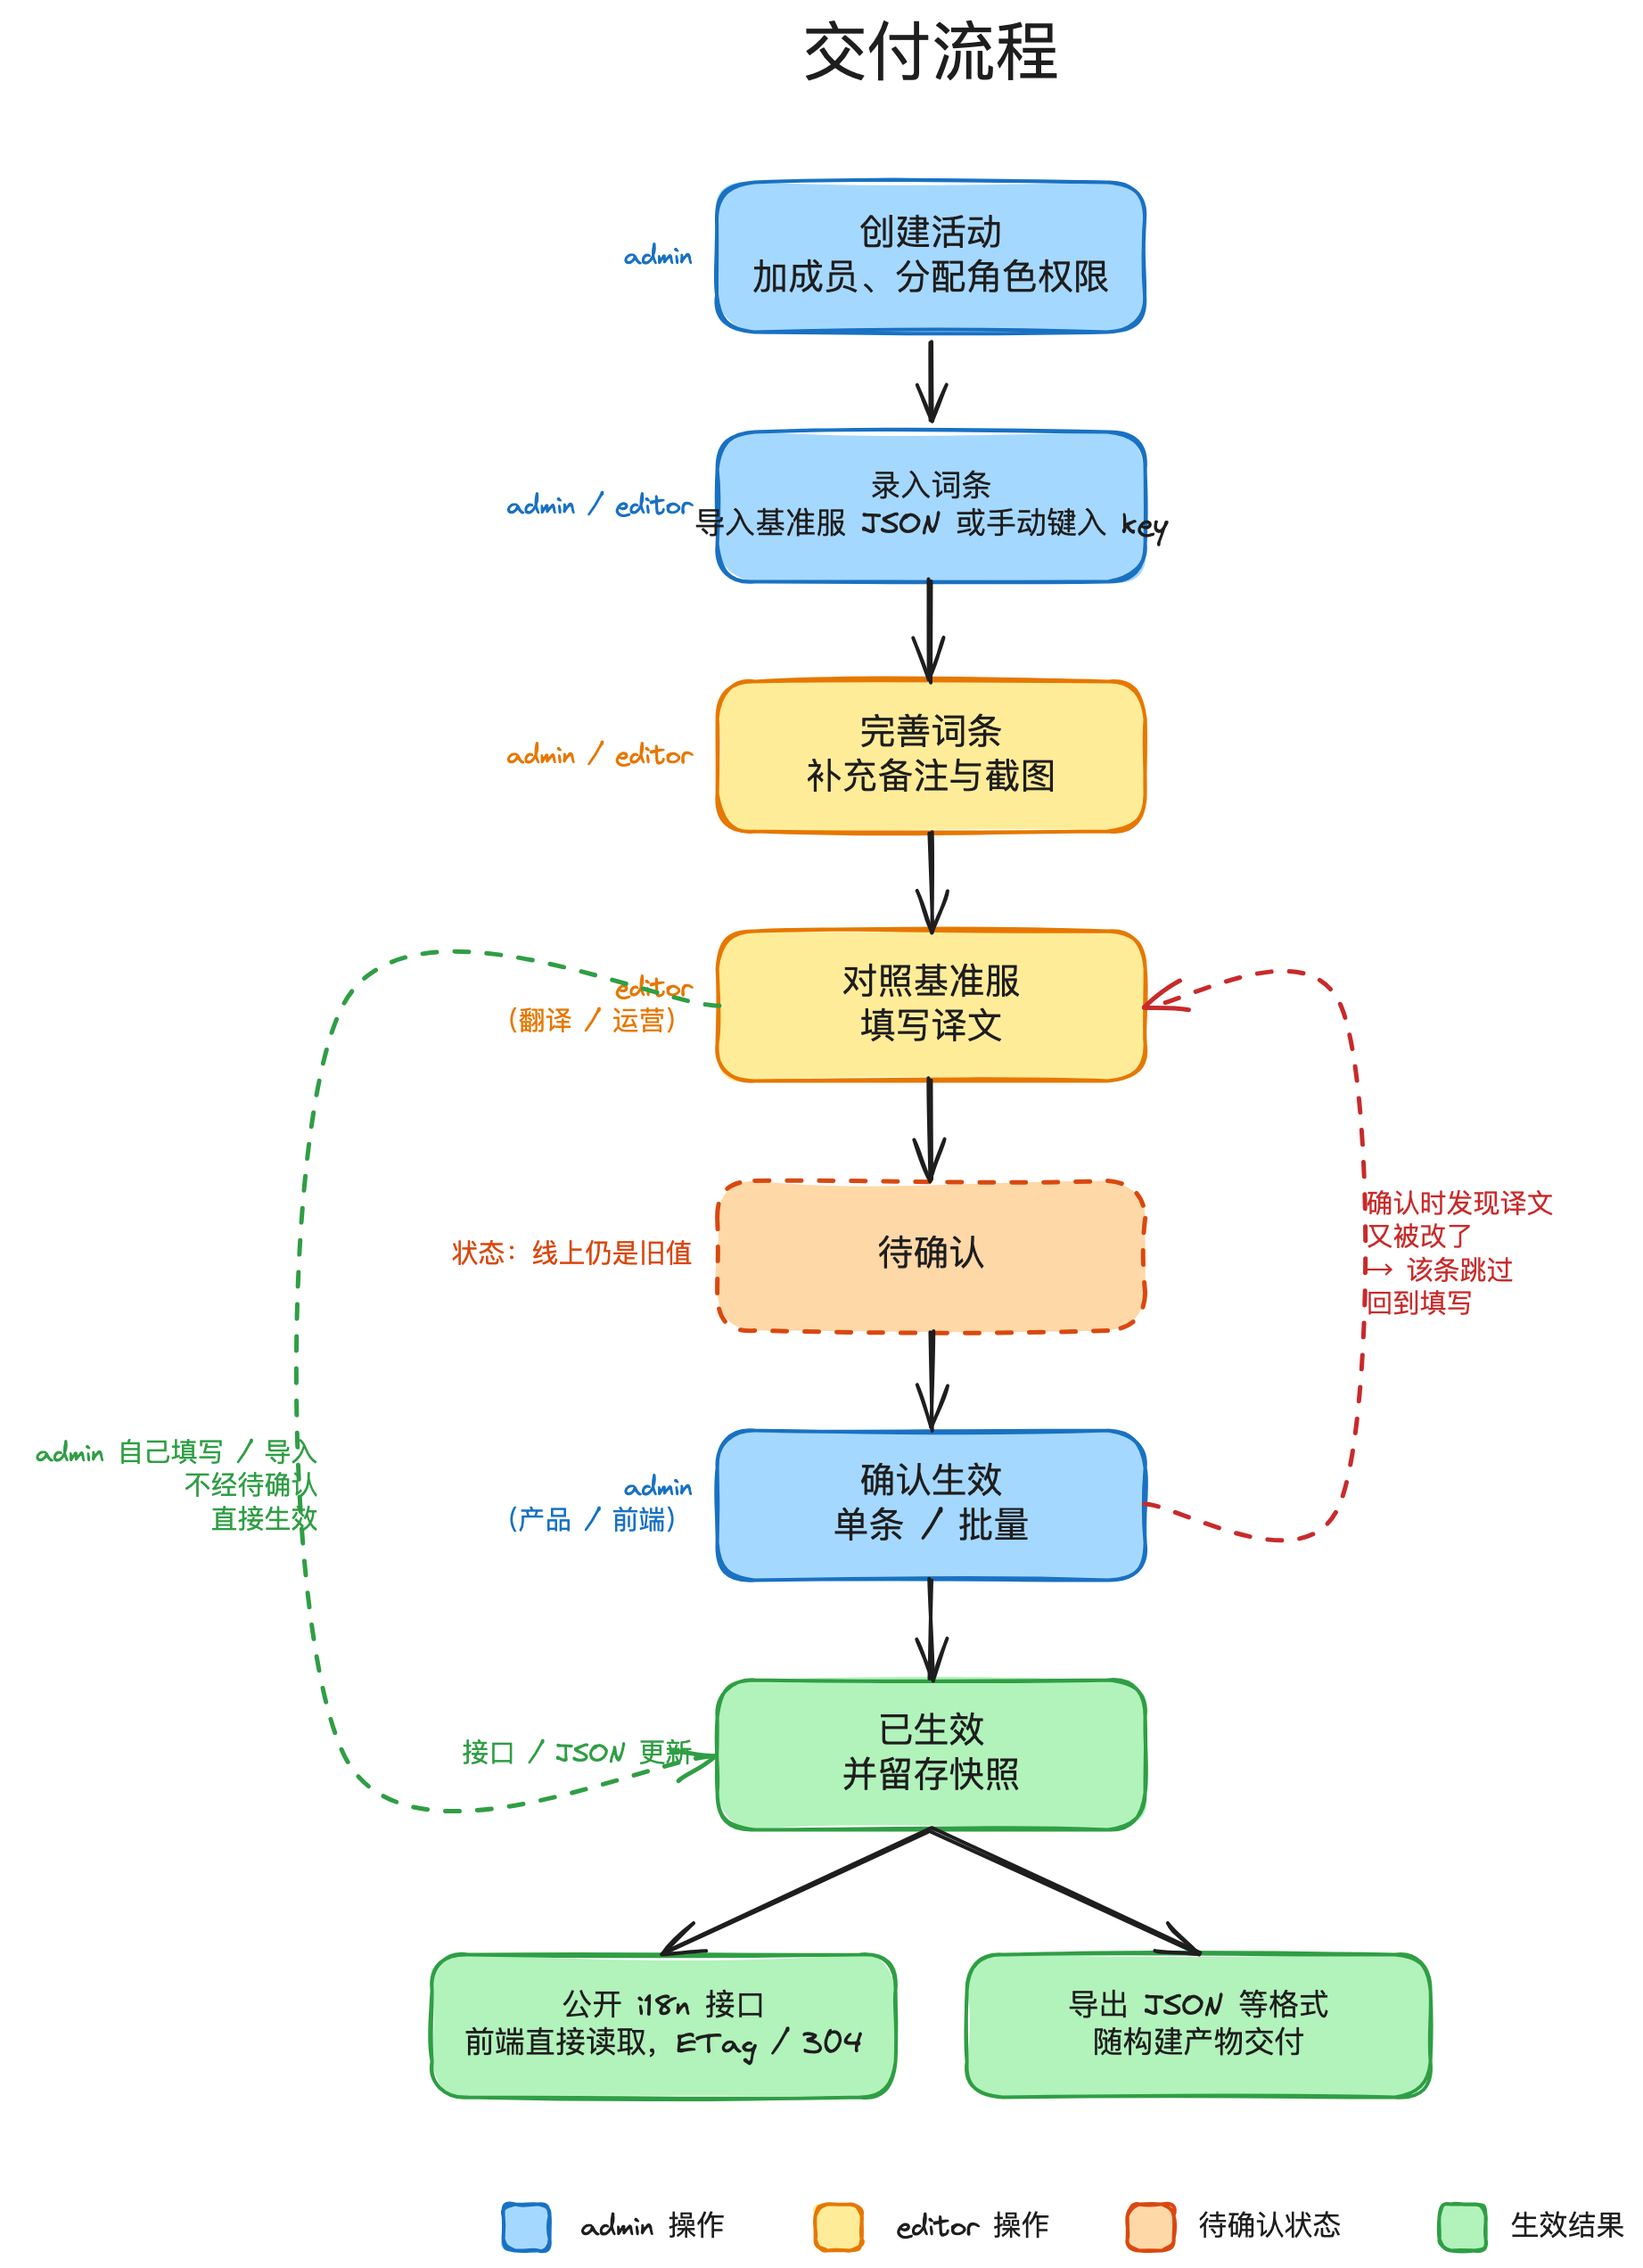 交付流程
admin
创建活动
加成员、分配角色权限
admin / editor
录入词条
导入基准服 JSON 或手动键入 key
admin / editor
完善词条
补充备注与截图
editor
（翻译 / 运营）
对照基准服
填写译文
状态：线上仍是旧值
待确认
确认时发现译文
又被改了
→ 该条跳过
回到填写
admin 自己填写 / 导入
不经待确认
直接生效
admin
（产品 / 前端）
确认生效
单条 / 批量
接口 / JSON 更新
已生效
并留存快照
公开 i18n 接口
前端直接读取，ETag / 304
导出 JSON 等格式
随构建产物交付
admin 操作
editor 操作
待确认状态
生效结果